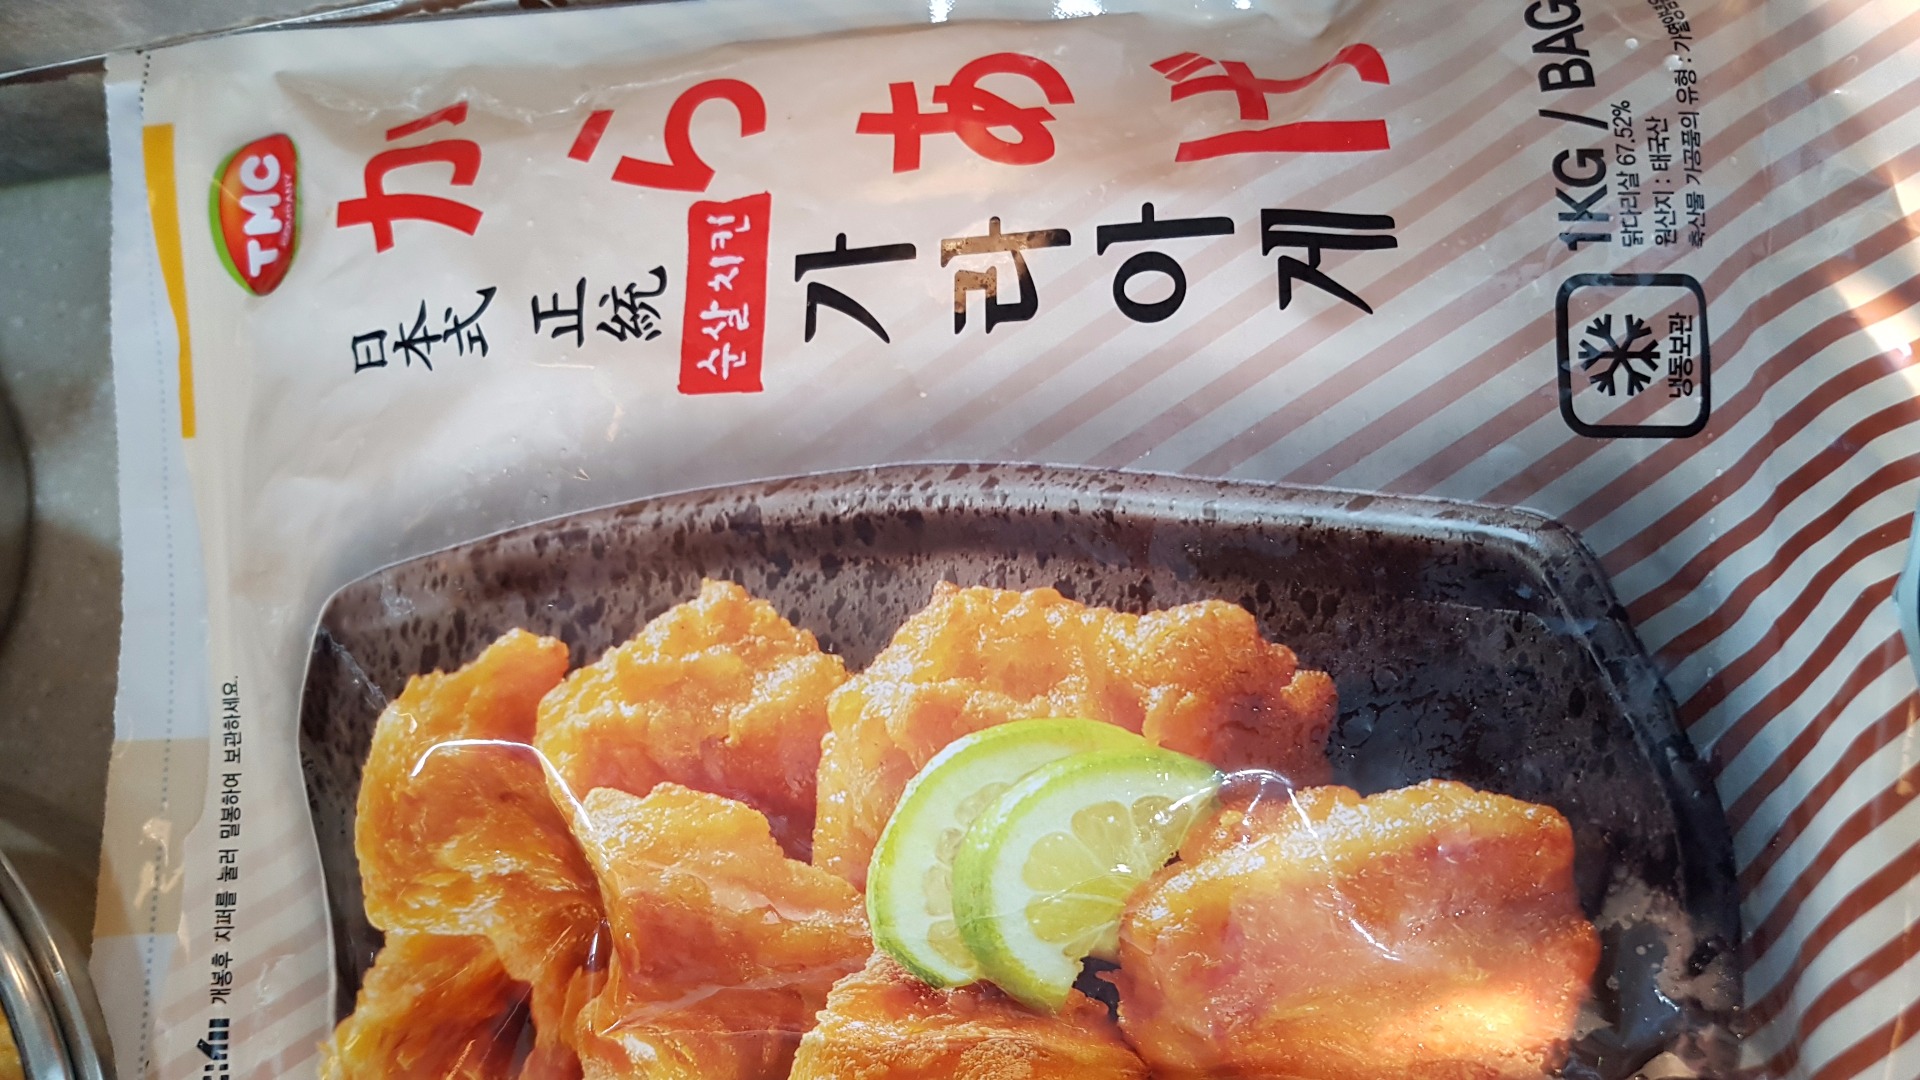 TMC
COMPANY
からあげ
日本式 正統
순살치킨
가라아게
1KG / BAG
닭다리살 67.52%
원산지 : 태국산
축산물 가공품의 유형 :
냉동보관
개봉후 지퍼를 눌러 밀봉하여 보관하세요.